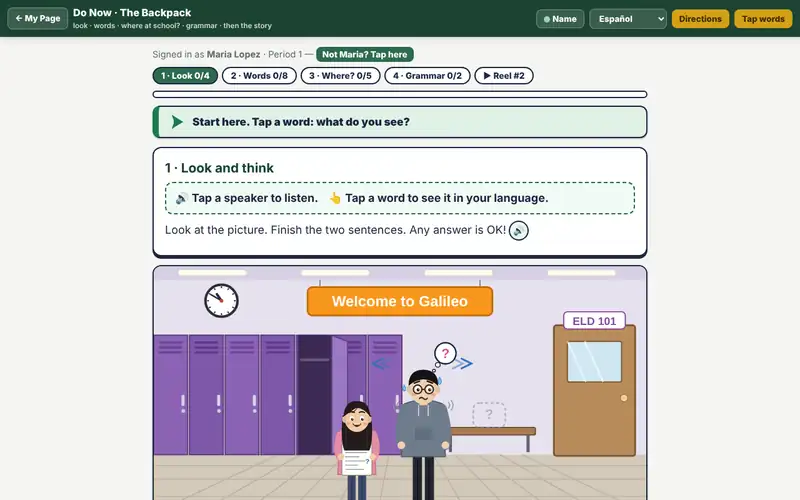 ← My Page
Do Now · The Backpack
look · words · where at school? · grammar · then the story
Name
Español
Directions
Tap words
Signed in as Maria Lopez · Period 1 — Not Maria? Tap here
1 · Look 0/4
2 · Words 0/8
3 · Where? 0/5
4 · Grammar 0/2
▶ Reel #2
Start here. Tap a word: what do you see?
1 · Look and think
🔊 Tap a speaker to listen. 👆 Tap a word to see it in your language.
Look at the picture. Finish the two sentences. Any answer is OK! 🔊
Welcome to Galileo
ELD 101
?
?
?